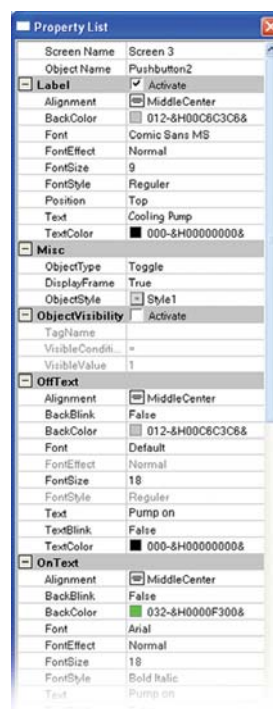 Property List
Screen Name Screen 3
Object Name Pushbutton2
Label Activate
Alignment MiddleCenter
BackColor 012-&H00C6C3C6&
Font Comic Sans MS
FontEffect Normal
FontSize 9
FontStyle Reguler
Position Top
Text Cooling Pump
TextColor 000-&H00000000&
Misc
ObjectType Toggle
DisplayFrame True
ObjectStyle Style1
ObjectVisibility Activate
TagName
VisibleConditi... =
VisibleValue 1
OffText
Alignment MiddleCenter
BackBlink False
BackColor 012-&H00C6C3C6&
Font Default
FontEffect Normal
FontSize 18
FontStyle Reguler
Text Pump on
TextBlink False
TextColor 000-&H00000000&
OnText
Alignment MiddleCenter
BackBlink False
BackColor 032-&H0000F300&
Font Arial
FontEffect Normal
FontSize 18
FontStyle Bold Italic
Text Pump on